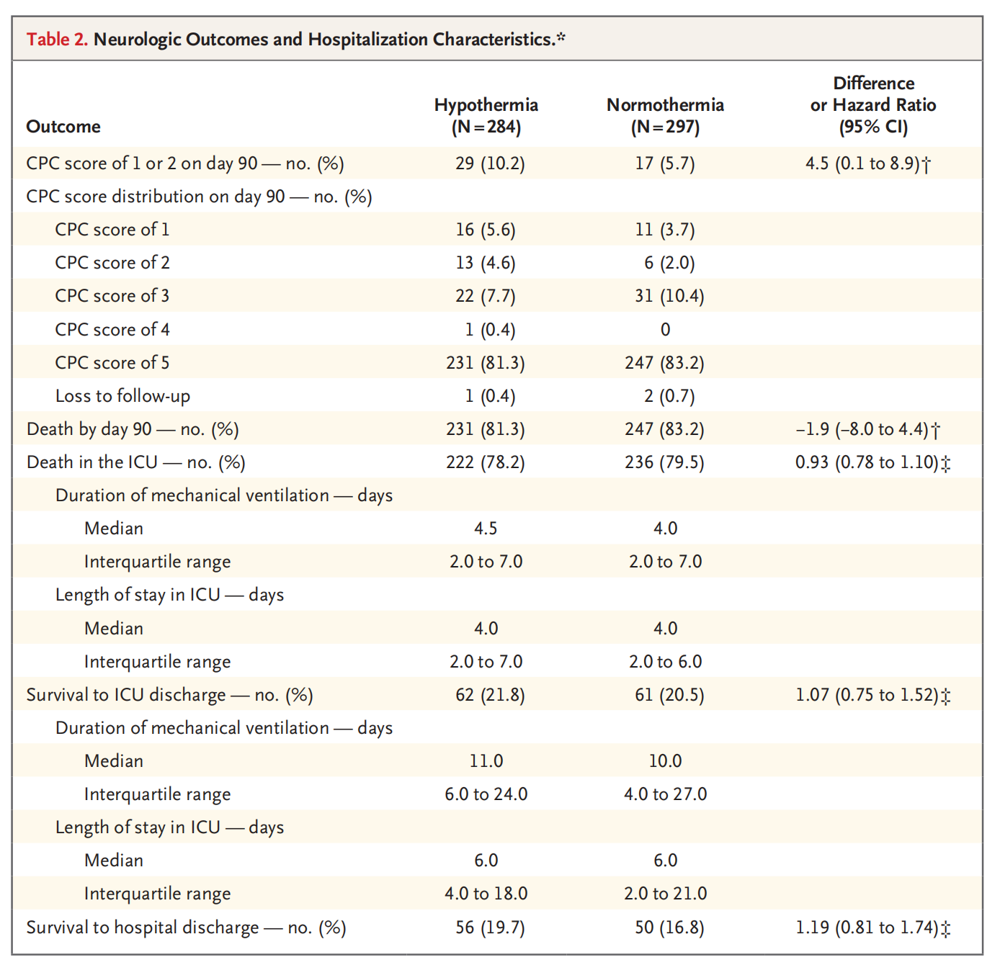 Table 2. Neurologic Outcomes and Hospitalization Characteristics.*
Outcome Hypothermia (N=284) Normothermia (N=297) Difference or Hazard Ratio (95% CI)
CPC score of 1 or 2 on day 90 — no. (%) 29 (10.2) 17 (5.7) 4.5 (0.1 to 8.9)†
CPC score distribution on day 90 — no. (%)
CPC score of 1 16 (5.6) 11 (3.7)
CPC score of 2 13 (4.6) 6 (2.0)
CPC score of 3 22 (7.7) 31 (10.4)
CPC score of 4 1 (0.4) 0
CPC score of 5 231 (81.3) 247 (83.2)
Loss to follow-up 1 (0.4) 2 (0.7)
Death by day 90 — no. (%) 231 (81.3) 247 (83.2) –1.9 (–8.0 to 4.4)†
Death in the ICU — no. (%) 222 (78.2) 236 (79.5) 0.93 (0.78 to 1.10)‡
Duration of mechanical ventilation — days
Median 4.5 4.0
Interquartile range 2.0 to 7.0 2.0 to 7.0
Length of stay in ICU — days
Median 4.0 4.0
Interquartile range 2.0 to 7.0 2.0 to 6.0
Survival to ICU discharge — no. (%) 62 (21.8) 61 (20.5) 1.07 (0.75 to 1.52)‡
Duration of mechanical ventilation — days
Median 11.0 10.0
Interquartile range 6.0 to 24.0 4.0 to 27.0
Length of stay in ICU — days
Median 6.0 6.0
Interquartile range 4.0 to 18.0 2.0 to 21.0
Survival to hospital discharge — no. (%) 56 (19.7) 50 (16.8) 1.19 (0.81 to 1.74)‡